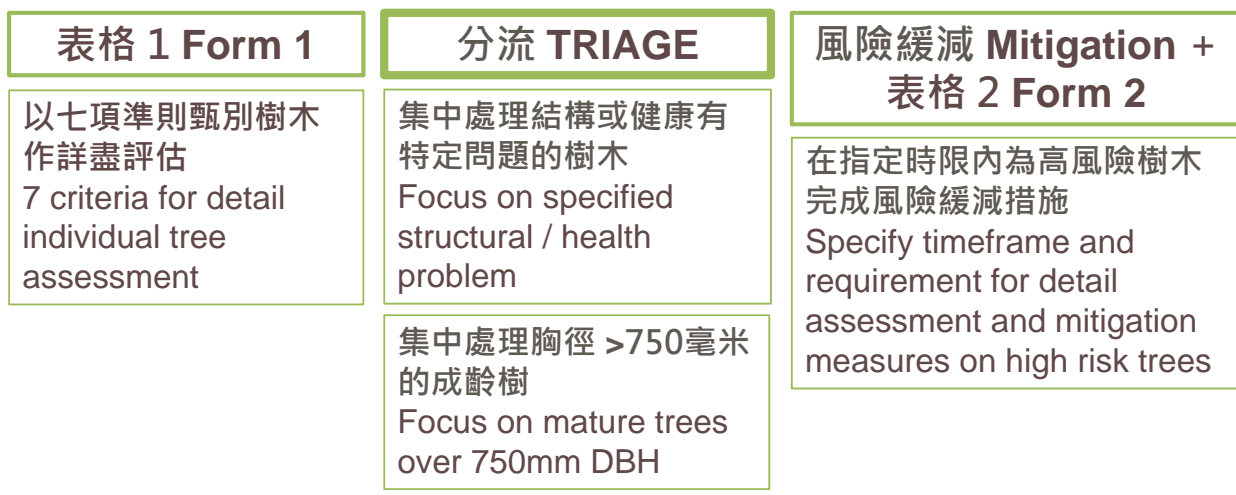 表格 1 Form 1
以七項準則甄別樹木
作詳盡評估
7 criteria for detail
individual tree
assessment
分流 TRIAGE
集中處理結構或健康有
特定問題的樹木
Focus on specified
structural / health
problem
集中處理胸徑 >750毫米
的成齡樹
Focus on mature trees
over 750mm DBH
風險緩減 Mitigation +
表格 2 Form 2
在指定時限內為高風險樹木
完成風險緩減措施
Specify timeframe and
requirement for detail
assessment and mitigation
measures on high risk trees